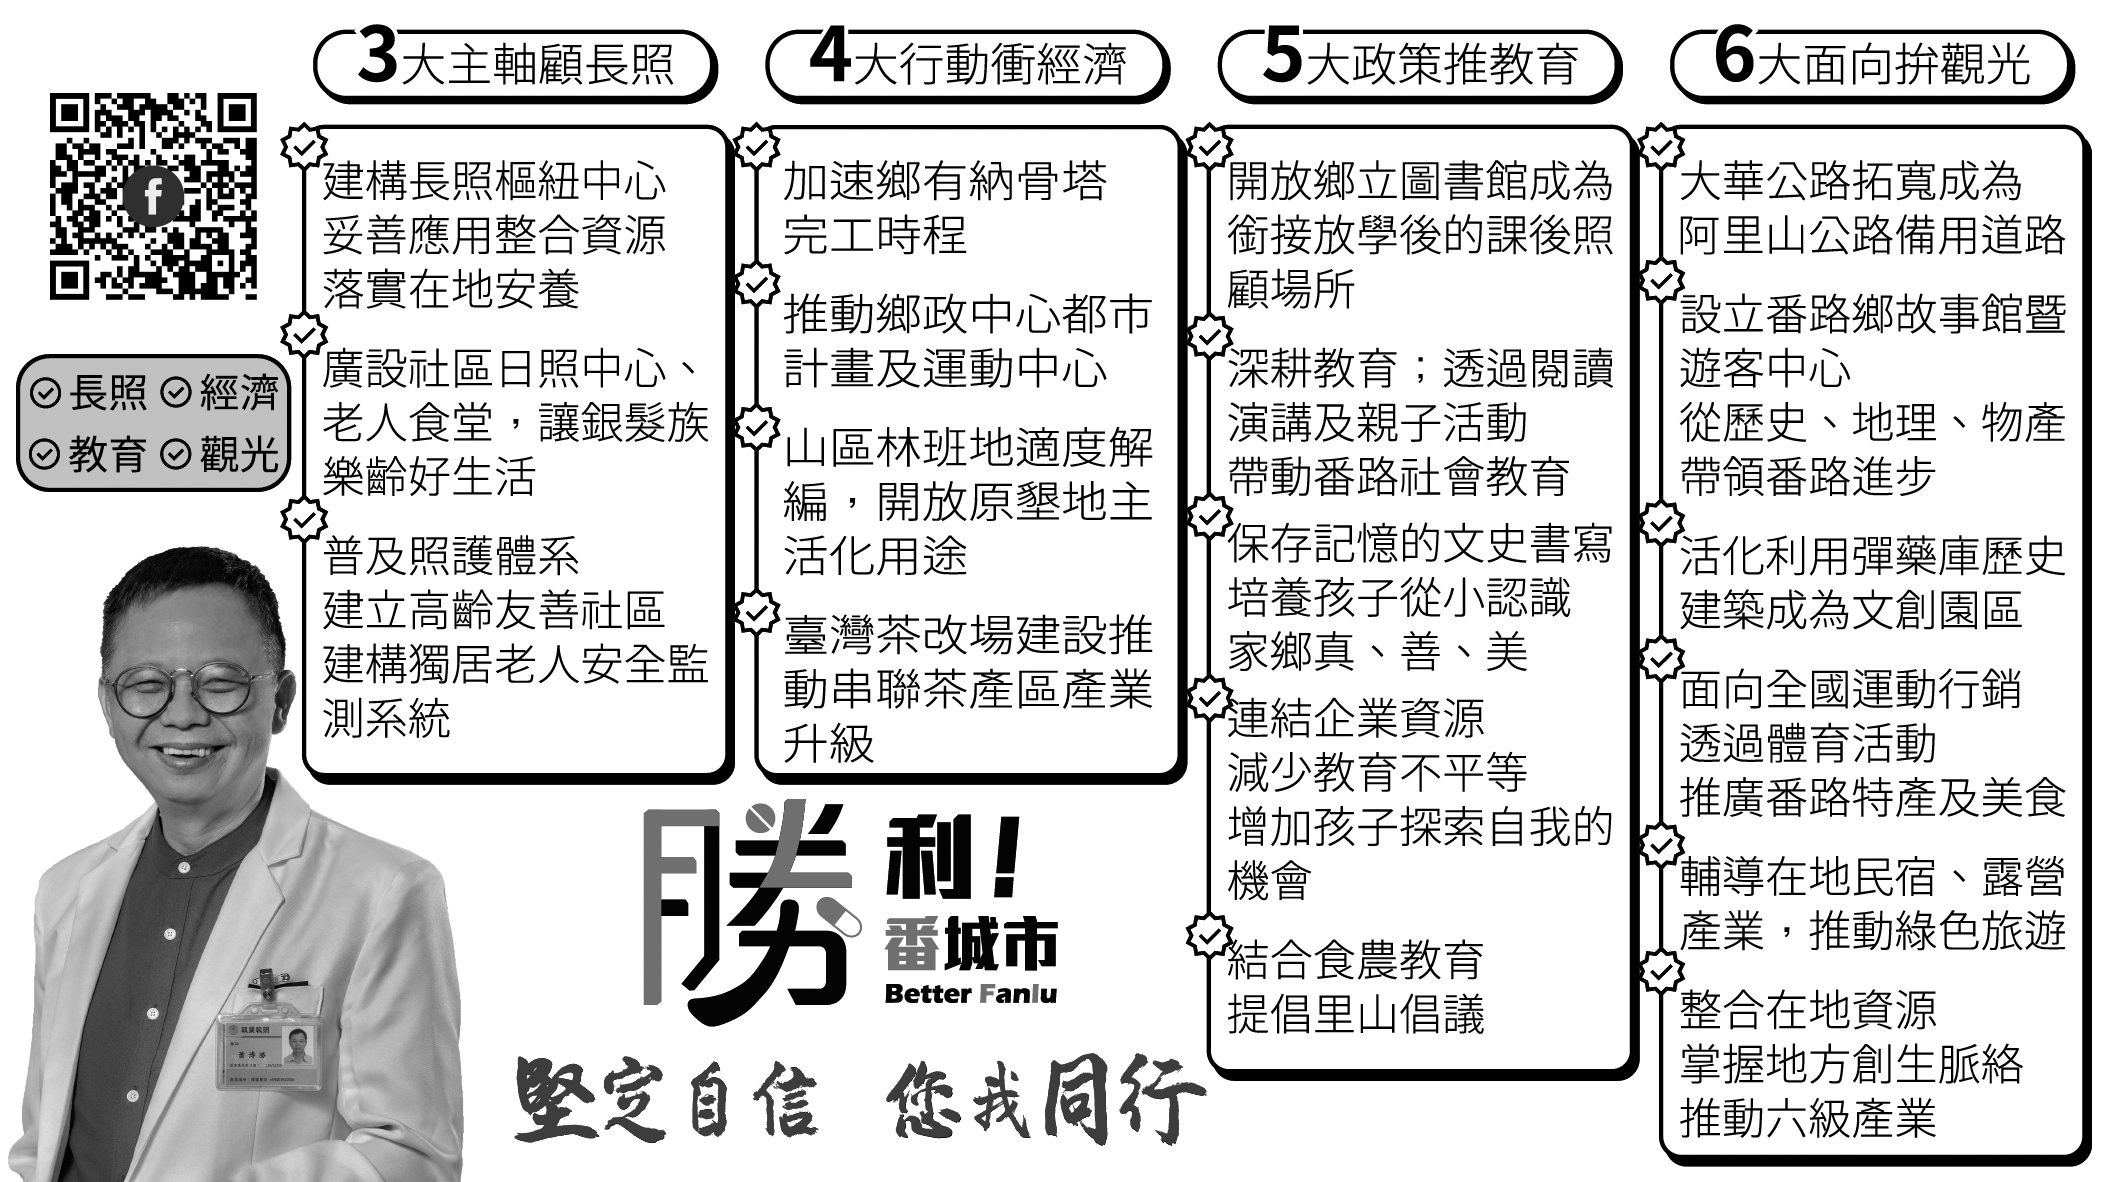 3大主軸顧長照
建構長照樞紐中心
妥善應用整合資源
落實在地安養
廣設社區日照中心、
老人食堂，讓銀髮族
樂齡好生活
普及照護體系
建立高齡友善社區
建構獨居老人安全監
測系統
4大行動衝經濟
加速鄉有納骨塔
完工時程
推動鄉政中心都市
計畫及運動中心
山區林班地適度解
編，開放原墾地主
活化用途
臺灣茶改場建設推
動串聯茶產區產業
升級
5大政策推教育
開放鄉立圖書館成為
銜接放學後的課後照
顧場所
深耕教育；透過閱讀
演講及親子活動
帶動番路社會教育
保存記憶的文史書寫
培養孩子從小認識
家鄉真、善、美
連結企業資源
減少教育不平等
增加孩子探索自我的
機會
結合食農教育
提倡里山倡議
6大面向拚觀光
大華公路拓寬成為
阿里山公路備用道路
設立番路鄉故事館暨
遊客中心
從歷史、地理、物產
帶領番路進步
活化利用彈藥庫歷史
建築成為文創園區
面向全國運動行銷
透過體育活動
推廣番路特產及美食
輔導在地民宿、露營
產業，推動綠色旅遊
整合在地資源
掌握地方創生脈絡
推動六級產業
長照 經濟
教育 觀光
勝利！
番城市
Better Fanlu
堅定自信 您我同行
執業執照